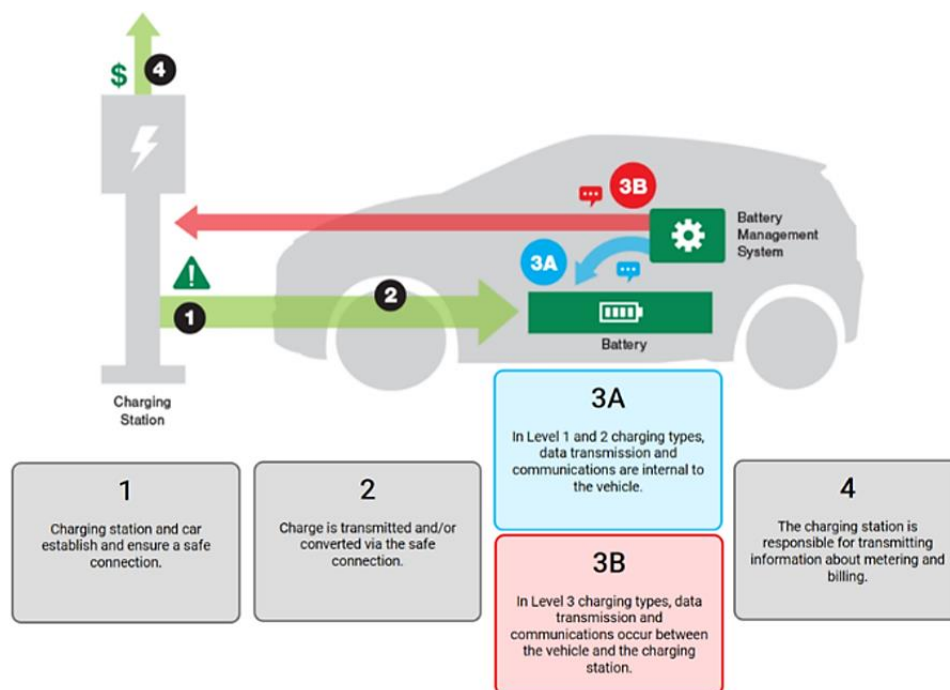 $ 4
3B
Battery
Management
System
3A
1
2
Battery
Charging
Station
1
Charging station and car
establish and ensure a safe
connection.
2
Charge is transmitted and/or
converted via the safe
connection.
3A
In Level 1 and 2 charging types,
data transmission and
communications are internal to
the vehicle.
3B
In Level 3 charging types, data
transmission and
communications occur between
the vehicle and the charging
station.
4
The charging station is
responsible for transmitting
information about metering and
billing.